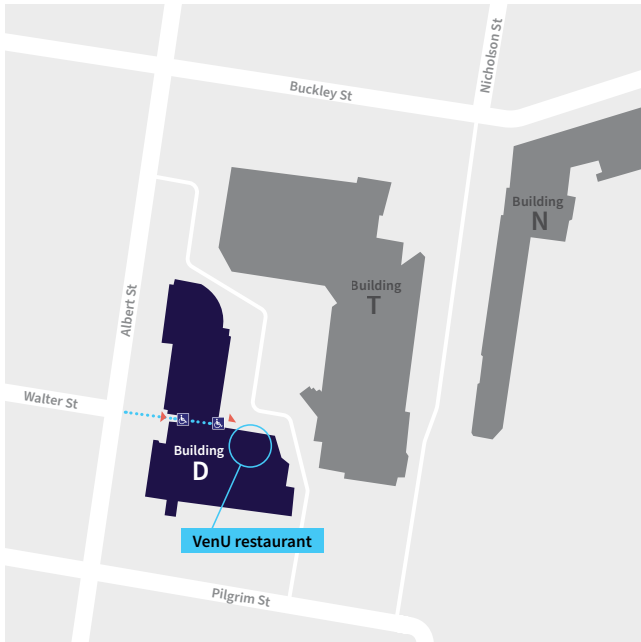 Nicholson St
Buckley St
Building
N
Building
T
Albert St
Walter St
Building
D
VenU restaurant
Pilgrim St